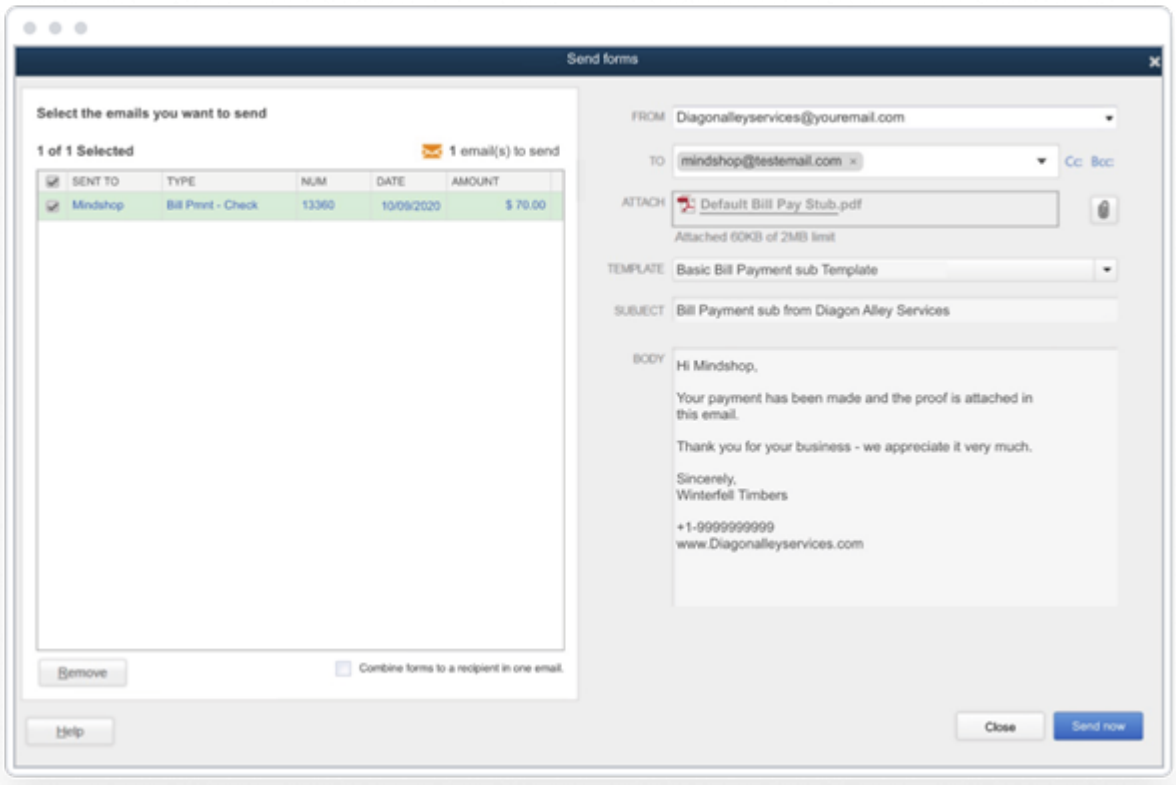 Send forms
Select the emails you want to send
1 of 1 Selected
1 email(s) to send
SENT TO TYPE NUM DATE AMOUNT
Mindshop Bill Pmnt - Check 13360 10/09/2020 $ 70.00
Remove
Combine forms to a recipient in one email.
Help
FROM Diagonalleyservices@youremail.com
TO mindshop@testemail.com × Cc: Bcc:
ATTACH Default Bill Pay Stub.pdf
Attached 60KB of 2MB limit
TEMPLATE Basic Bill Payment sub Template
SUBJECT Bill Payment sub from Diagon Alley Services
BODY
Hi Mindshop,
Your payment has been made and the proof is attached in
this email.
Thank you for your business - we appreciate it very much.
Sincerely,
Winterfell Timbers
+1-9999999999
www.Diagonalleyservices.com
Close
Send now